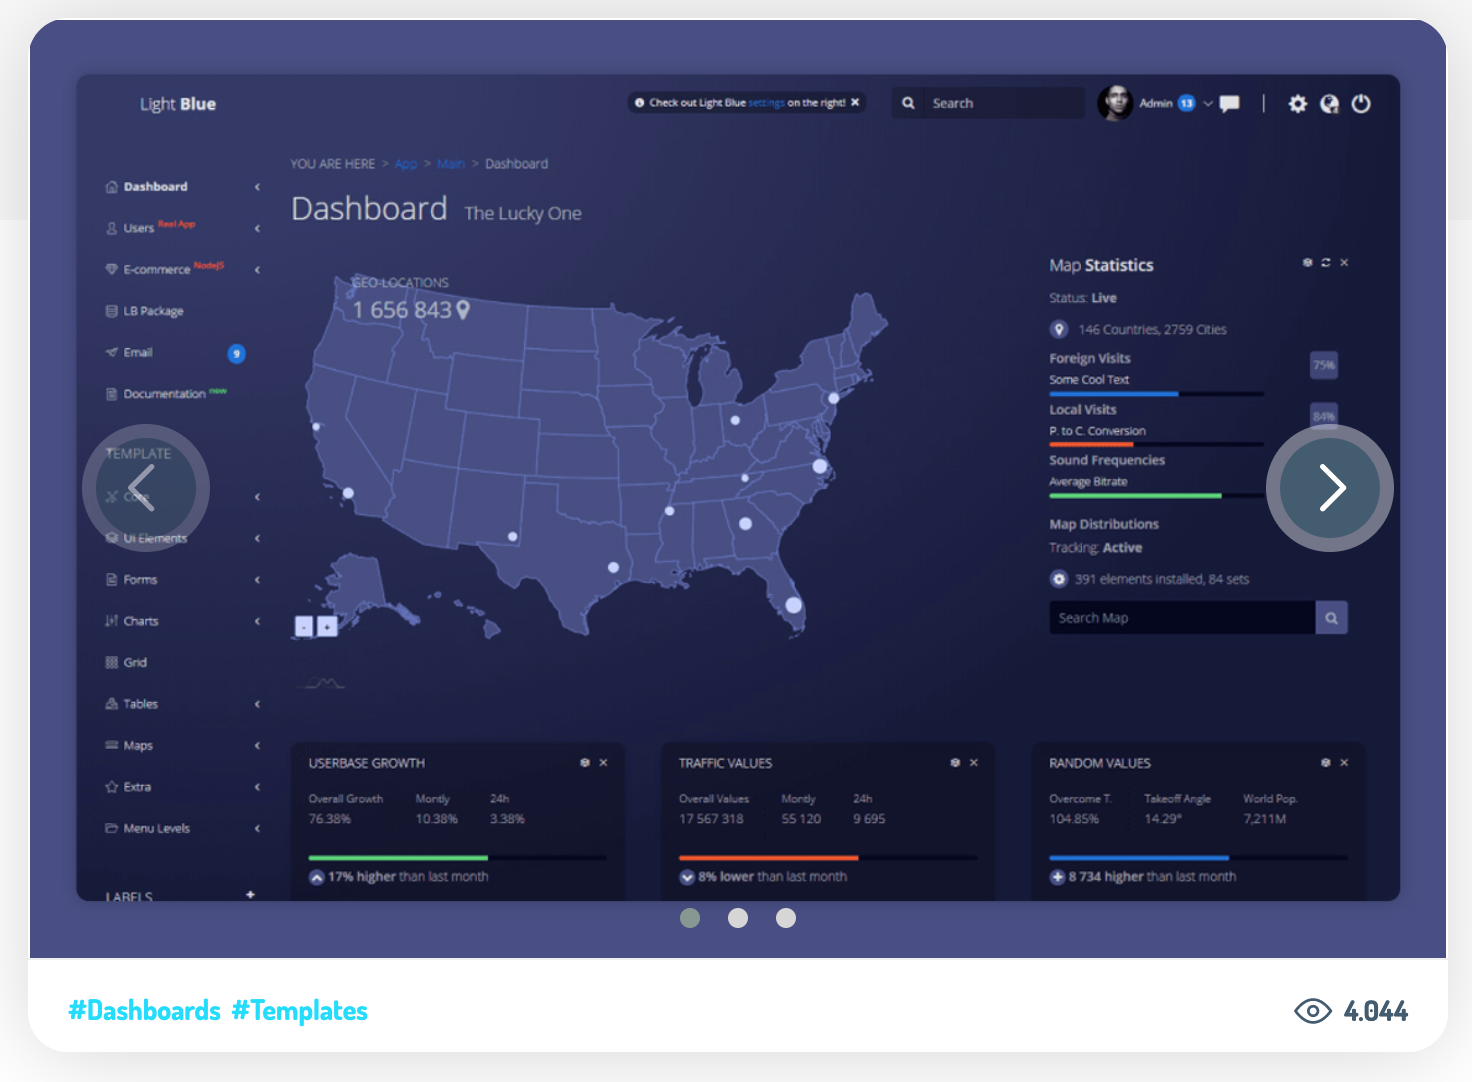 Light Blue
Check out Light Blue settings on the right!
Search
Admin 13
YOU ARE HERE > App > Main > Dashboard
Dashboard The Lucky One
Dashboard
Users Real App
E-commerce NodeJS
LB Package
Email 9
Documentation new
TEMPLATE
Core
UI Elements
Forms
Charts
Grid
Tables
Maps
Extra
Menu Levels
LABELS +
GEO-LOCATIONS
1 656 843
- +
Map Statistics
Status: Live
146 Countries, 2759 Cities
Foreign Visits
75%
Some Cool Text
Local Visits
84%
P. to C. Conversion
Sound Frequencies
Average Bitrate
Map Distributions
Tracking: Active
391 elements installed, 84 sets
Search Map
USERBASE GROWTH
Overall Growth Montly 24h
76.38% 10.38% 3.38%
17% higher than last month
TRAFFIC VALUES
Overall Values Montly 24h
17 567 318 55 120 9 695
8% lower than last month
RANDOM VALUES
Overcome T. Takeoff Angle World Pop.
104.85% 14.29° 7,211M
8 734 higher than last month
#Dashboards #Templates
4.044